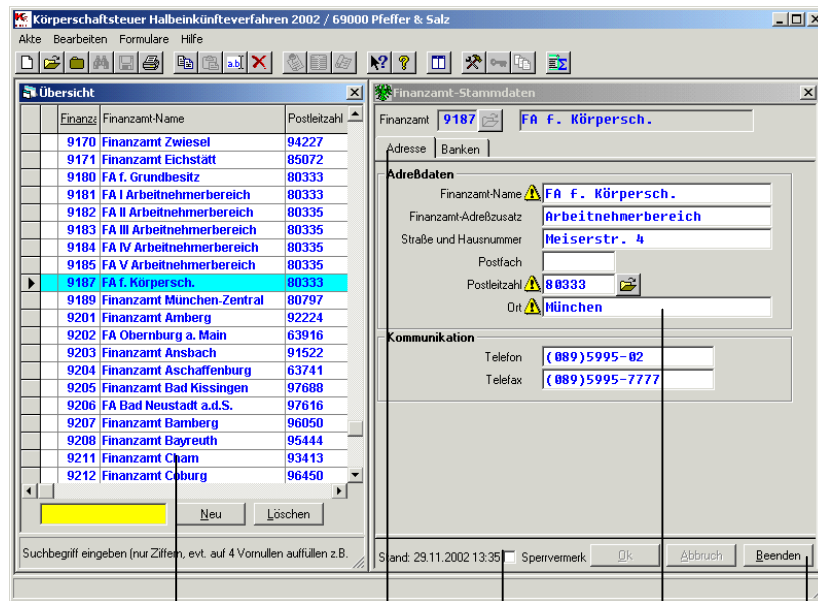 Körperschaftsteuer Halbeinkünfteverfahren 2002 / 69000 Pfeffer & Salz
Akte Bearbeiten Formulare Hilfe
Übersicht
Finanza Finanzamt-Name Postleitzahl
9170 Finanzamt Zwiesel 94227
9171 Finanzamt Eichstätt 85072
9180 FA f. Grundbesitz 80333
9181 FA I Arbeitnehmerbereich 80333
9182 FA II Arbeitnehmerbereich 80335
9183 FA III Arbeitnehmerbereich 80335
9184 FA IV Arbeitnehmerbereich 80335
9185 FA V Arbeitnehmerbereich 80335
9187 FA f. Körpersch. 80333
9189 Finanzamt München-Zentral 80797
9201 Finanzamt Amberg 92224
9202 FA Obernburg a. Main 63916
9203 Finanzamt Ansbach 91522
9204 Finanzamt Aschaffenburg 63741
9205 Finanzamt Bad Kissingen 97688
9206 FA Bad Neustadt a.d.S. 97616
9207 Finanzamt Bamberg 96050
9208 Finanzamt Bayreuth 95444
9211 Finanzamt Cham 93413
9212 Finanzamt Coburg 96450
Neu Löschen
Suchbegriff eingeben (nur Ziffern, evt. auf 4 Vornullen auffüllen z.B.
Finanzamt-Stammdaten
Finanzamt 9187 FA f. Körpersch.
Adresse Banken
Adreßdaten
Finanzamt-Name FA f. Körpersch.
Finanzamt-Adreßzusatz Arbeitnehmerbereich
Straße und Hausnummer Meiserstr. 4
Postfach
Postleitzahl 80333
Ort München
Kommunikation
Telefon (089)5995-02
Telefax (089)5995-7777
Stand: 29.11.2002 13:35 Sperrvermerk Ok Abbruch Beenden